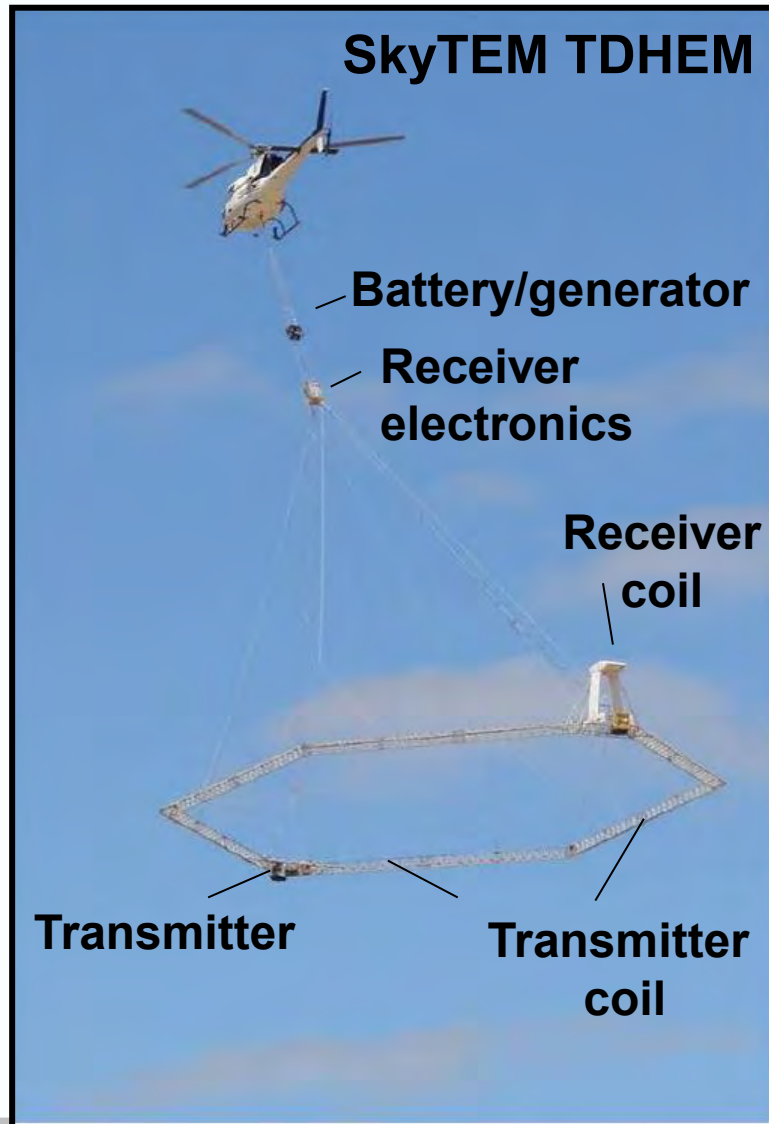 SkyTEM TDHEM
Battery/generator
Receiver
electronics
Receiver
coil
Transmitter
Transmitter
coil